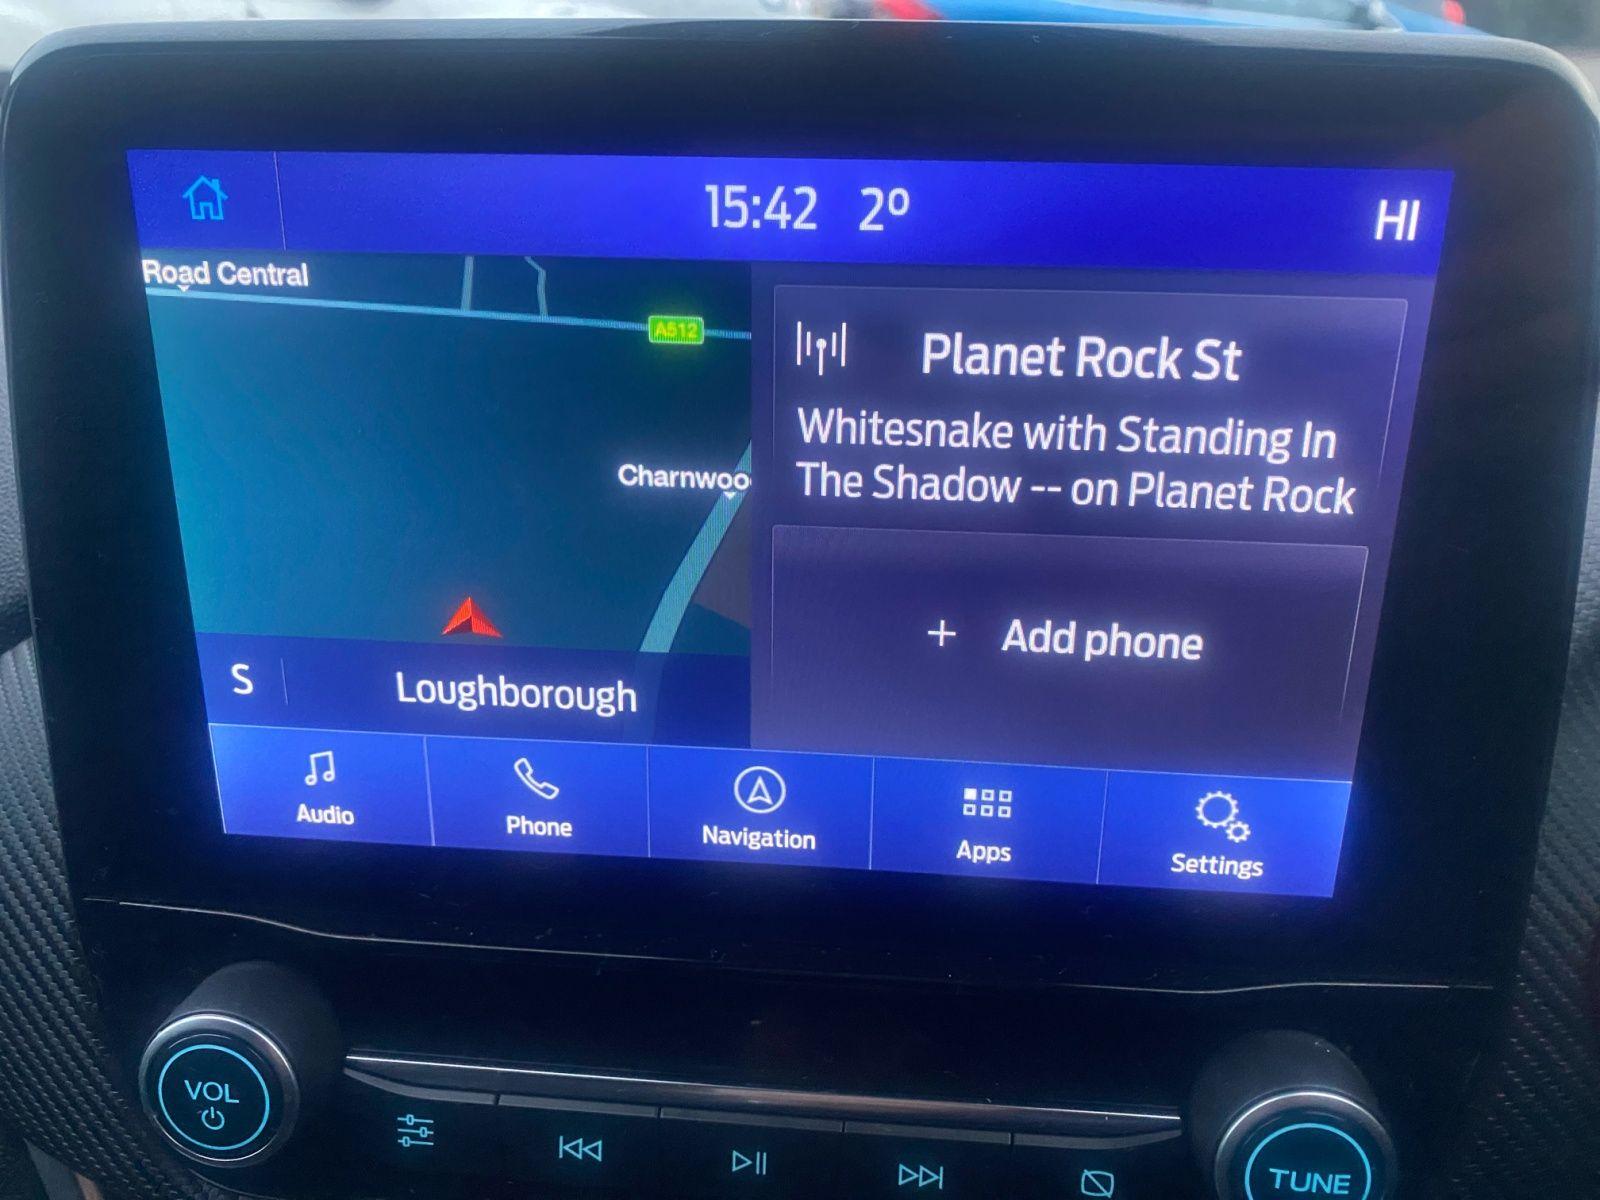 15:42 2º HI
Road Central
A512
Charnwoo
S Loughborough
Planet Rock St
Whitesnake with Standing In
The Shadow -- on Planet Rock
+ Add phone
Audio
Phone
Navigation
Apps
Settings
VOL
TUNE